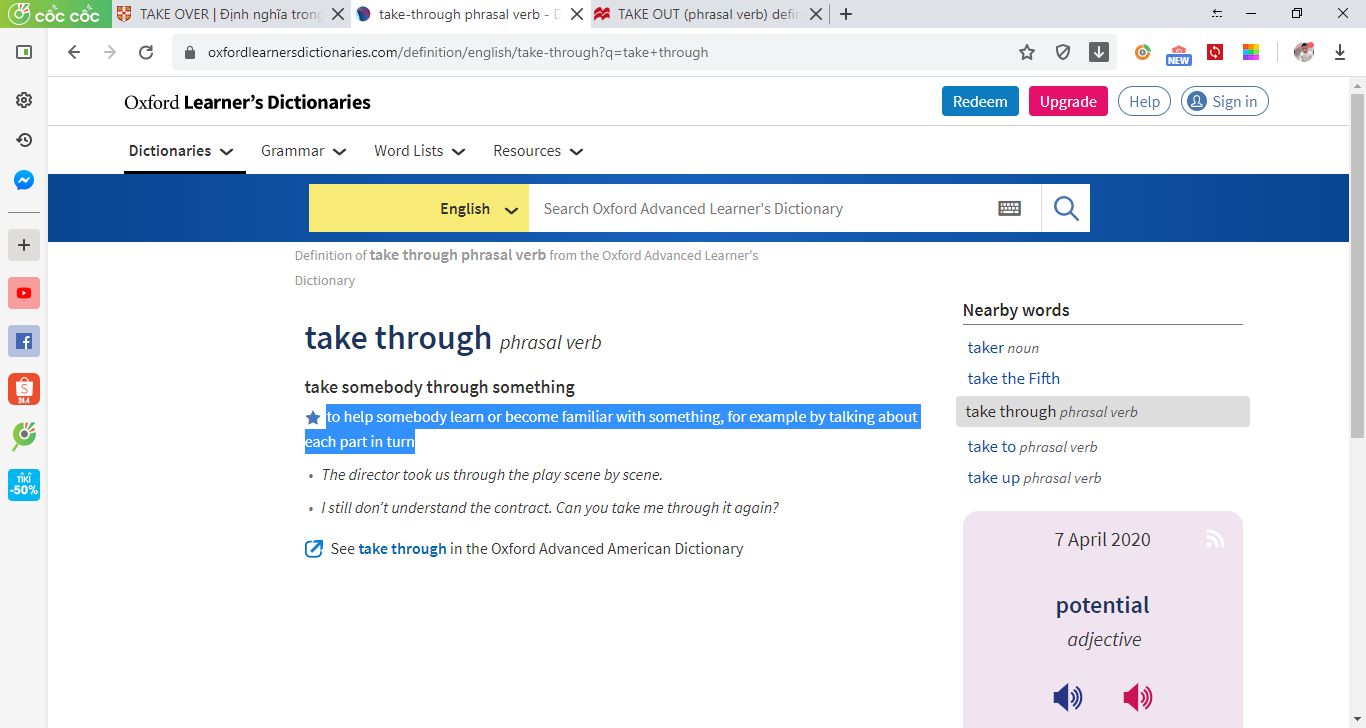 cốc cốc
TAKE OVER | Định nghĩa trong
take-through phrasal verb - D
TAKE OUT (phrasal verb) defin
oxfordlearnersdictionaries.com/definition/english/take-through?q=take+through
NEW
Oxford Learner's Dictionaries
Redeem
Upgrade
Help
Sign in
Dictionaries
Grammar
Word Lists
Resources
English
Search Oxford Advanced Learner's Dictionary
Definition of take through phrasal verb from the Oxford Advanced Learner's
Dictionary
take through phrasal verb
take somebody through something
to help somebody learn or become familiar with something, for example by talking about
each part in turn
• The director took us through the play scene by scene.
• I still don't understand the contract. Can you take me through it again?
See take through in the Oxford Advanced American Dictionary
Nearby words
taker noun
take the Fifth
take through phrasal verb
take to phrasal verb
take up phrasal verb
7 April 2020
potential
adjective
24.4
TIKI
-50%